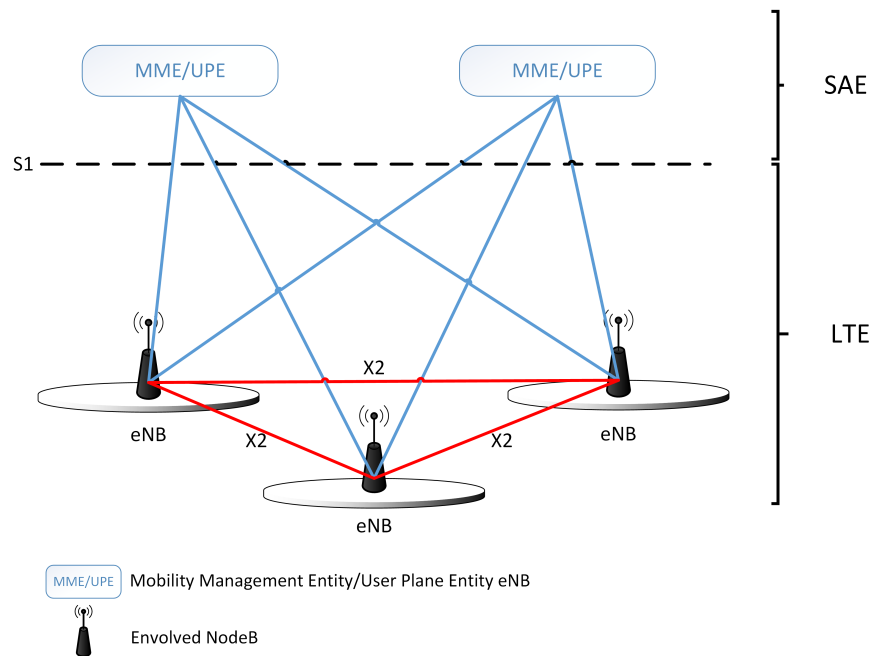 MME/UPE
MME/UPE
SAE
S1
LTE
X2
eNB
X2
X2
eNB
eNB
MME/UPE
Mobility Management Entity/User Plane Entity eNB
Envolved NodeB